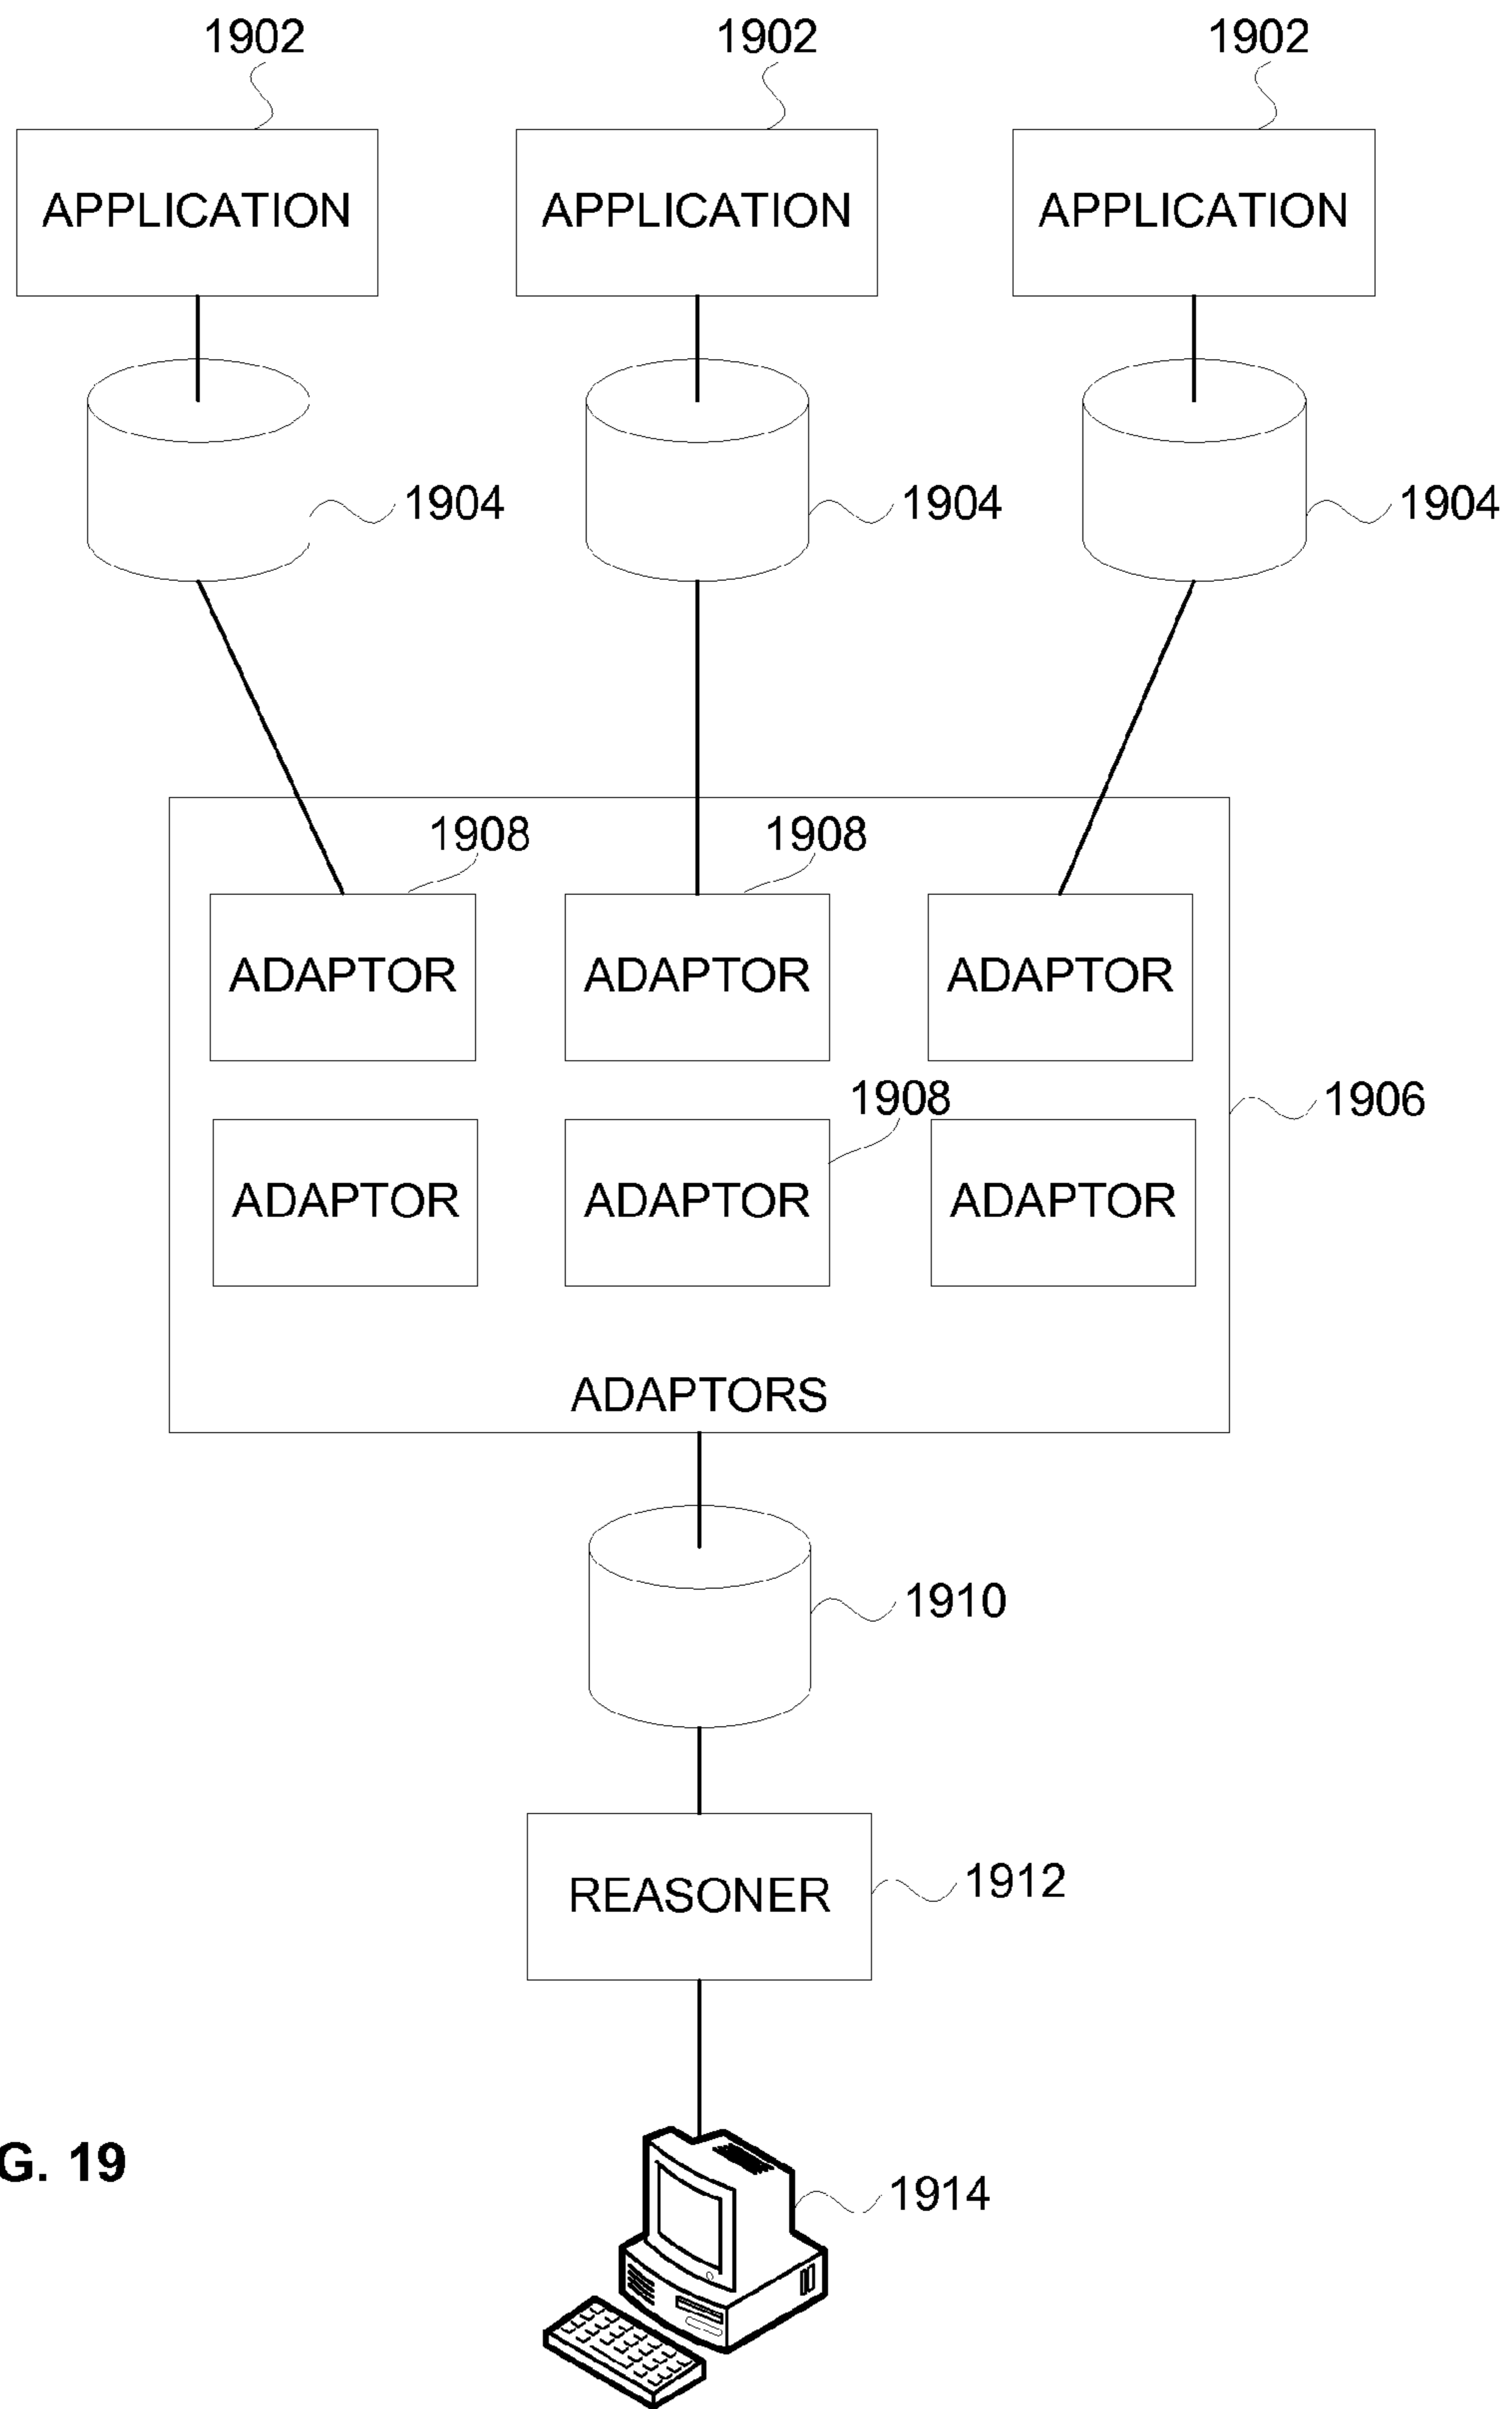 1902 1902 1902
APPLICATION APPLICATION APPLICATION
1904 1904 1904
1908 1908
ADAPTOR ADAPTOR ADAPTOR
1908
1906
ADAPTOR ADAPTOR ADAPTOR
ADAPTORS
1910
REASONER
1912
G. 19
1914